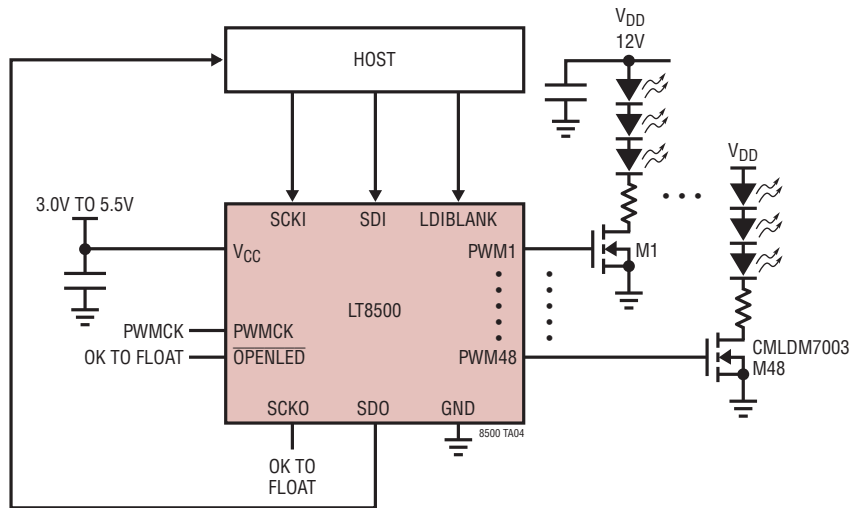 VDD
12V
HOST
VDD
3.0V TO 5.5V
SCKI SDI LDIBLANK
VCC PWM1
M1
LT8500
PWMCK PWMCK
OK TO FLOAT OPENLED PWM48
CMLDM7003
M48
SCKO SDO GND
8500 TA04
OK TO
FLOAT